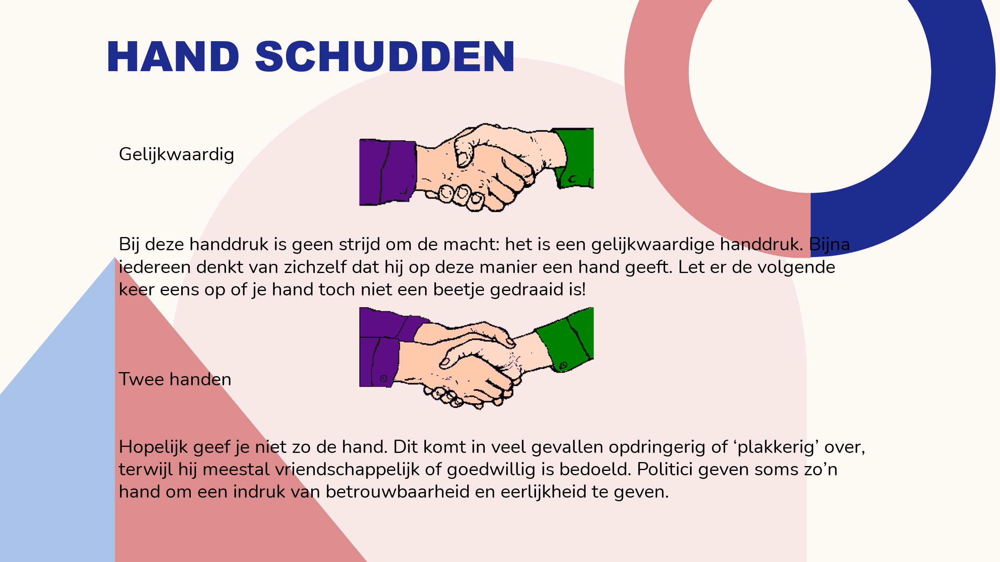 HAND SCHUDDEN
Gelijkwaardig
Bij deze handdruk is geen strijd om de macht: het is een gelijkwaardige handdruk. Bijna
iedereen denkt van zichzelf dat hij op deze manier een hand geeft. Let er de volgende
keer eens op of je hand toch niet een beetje gedraaid is!
Twee handen
Hopelijk geef je niet zo de hand. Dit komt in veel gevallen opdringerig of ‘plakkerig’ over,
terwijl hij meestal vriendschappelijk of goedwillig is bedoeld. Politici geven soms zo’n
hand om een indruk van betrouwbaarheid en eerlijkheid te geven.